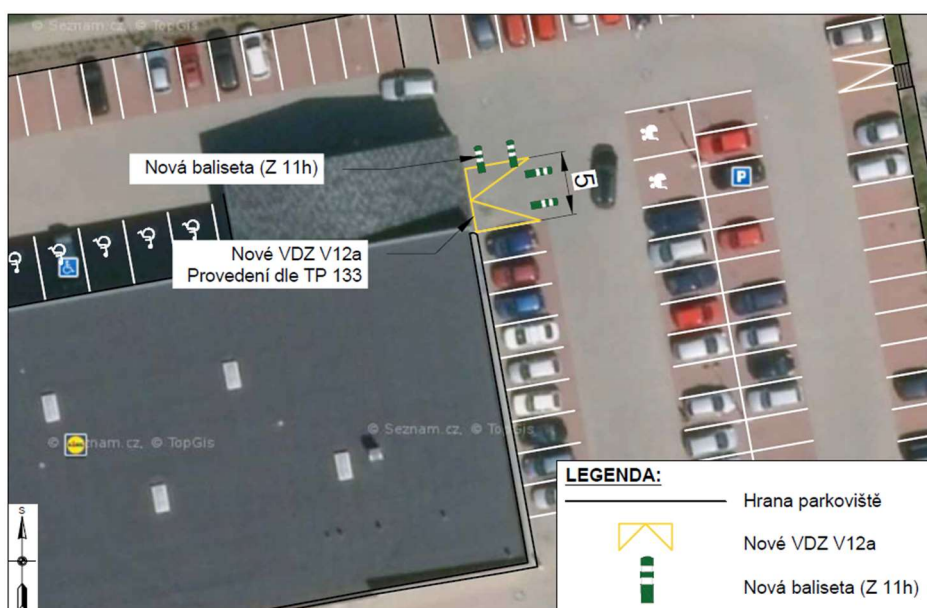 © Seznam.cz, © TopGis
Nová baliseta (Z 11h)
5
P
Nové VDZ V12a
Provedení dle TP 133
© Seznam.cz, © TopGis
© Seznam.cz, © TopGis
LEGENDA:
Hrana parkoviště
Nové VDZ V12a
Nová baliseta (Z 11h)
S